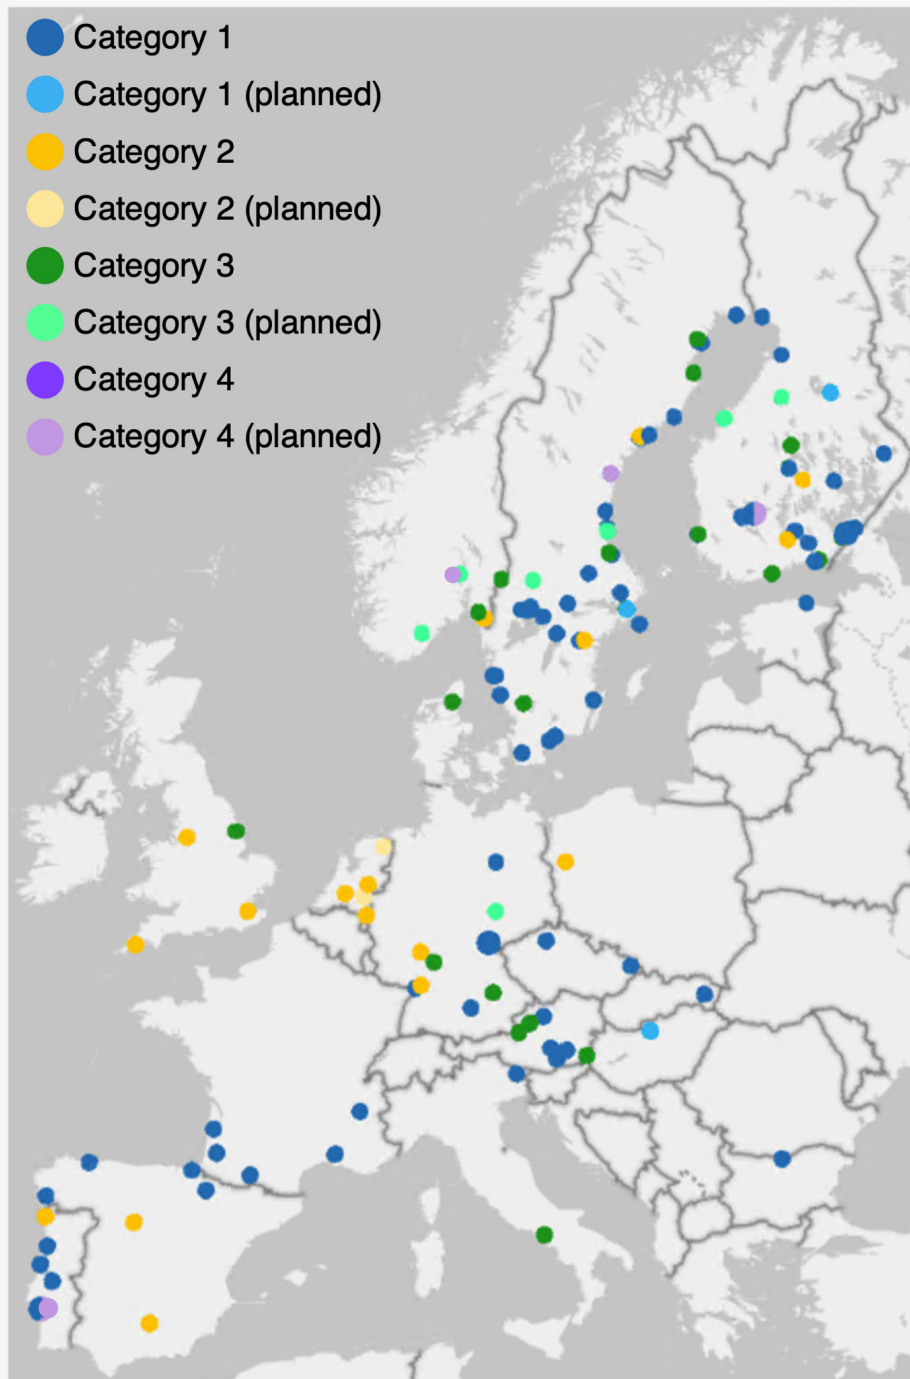 Category 1
Category 1 (planned)
Category 2
Category 2 (planned)
Category 3
Category 3 (planned)
Category 4
Category 4 (planned)